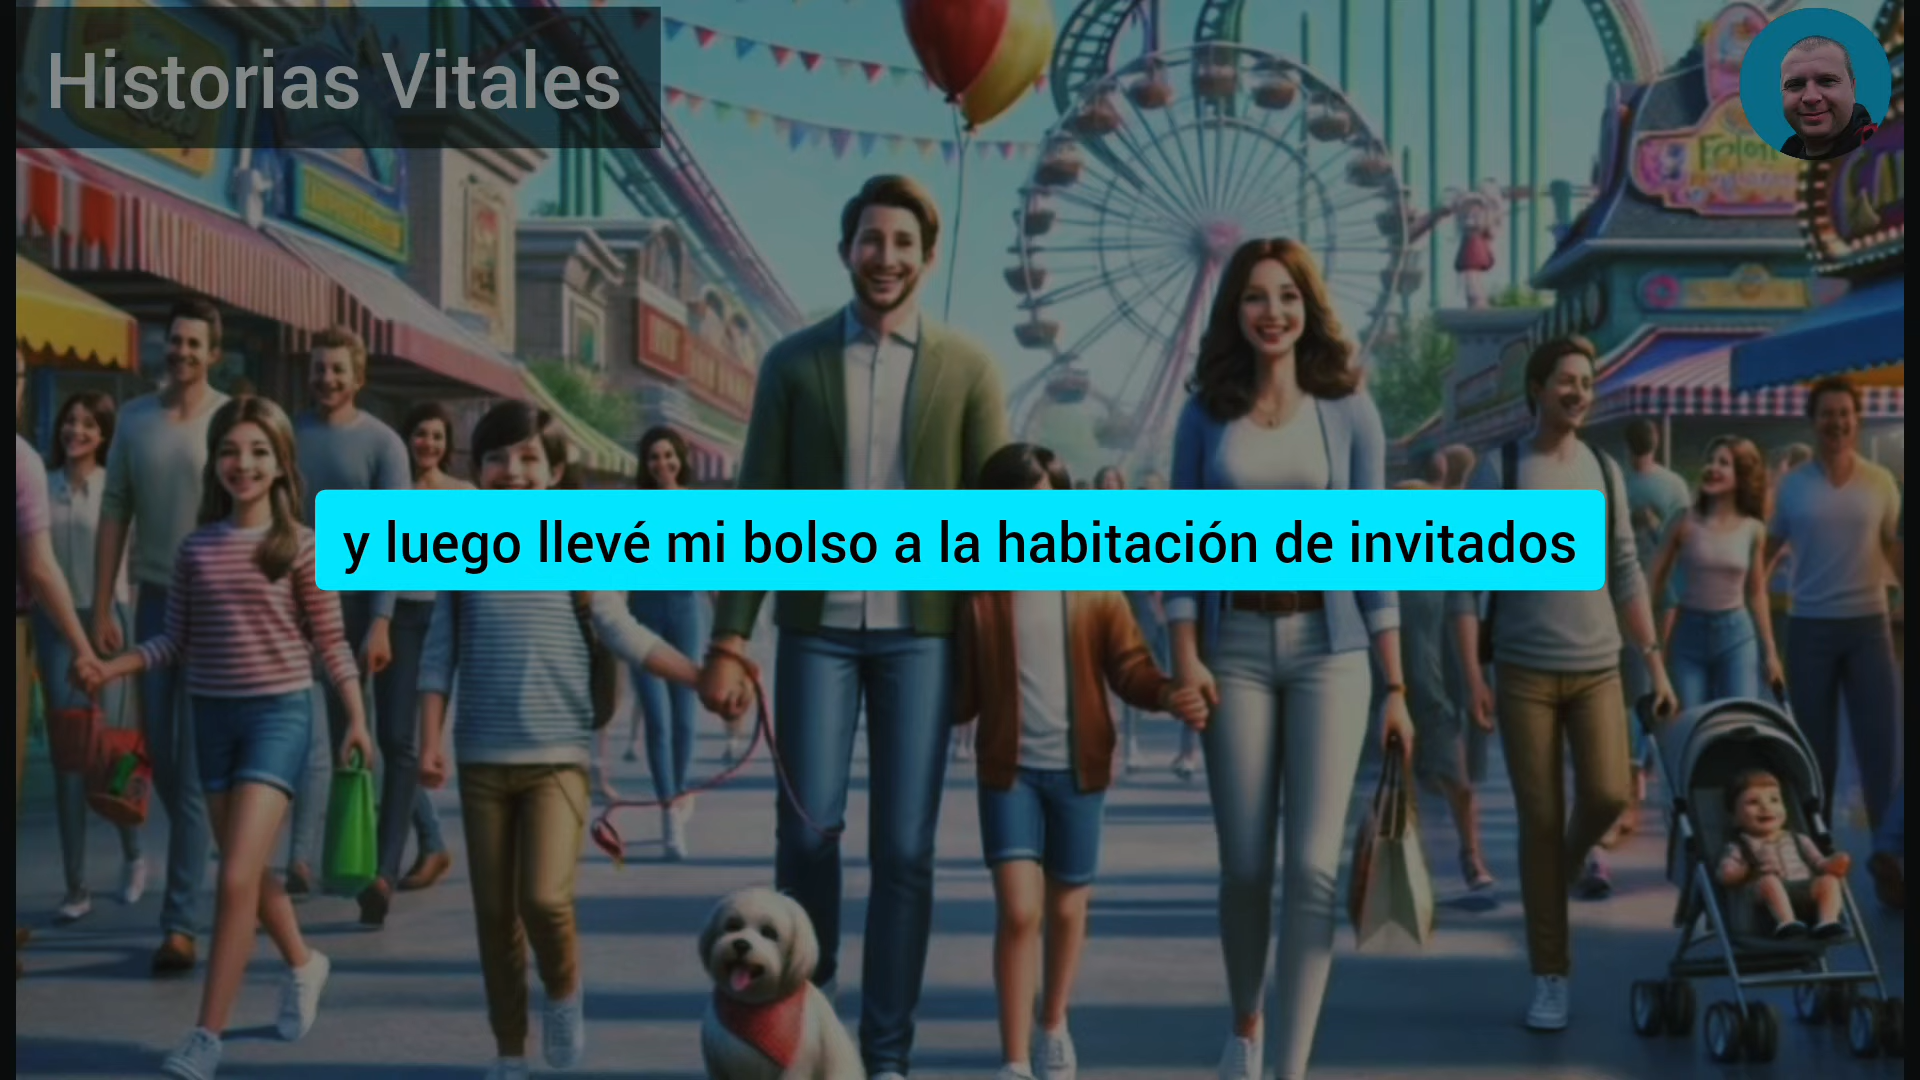 Historias Vitales
y luego llevé mi bolso a la habitación de invitados